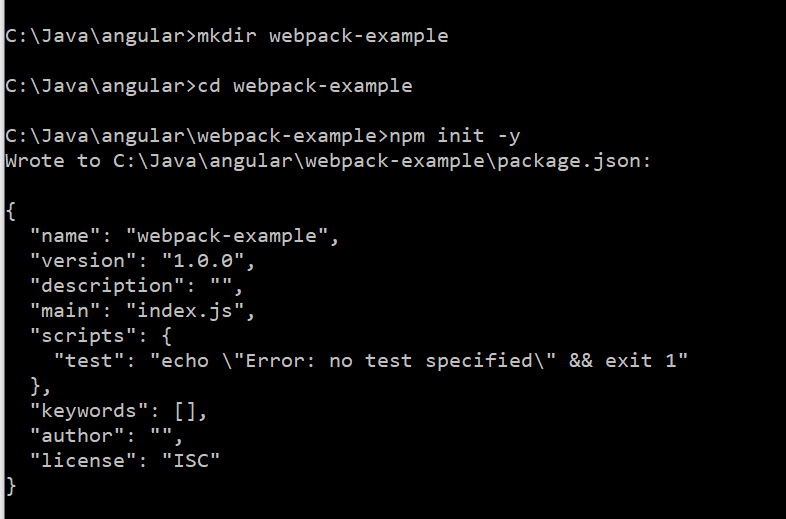 C:\Java\angular>mkdir webpack-example
C:\Java\angular>cd webpack-example
C:\Java\angular\webpack-example>npm init -y
Wrote to C:\Java\angular\webpack-example\package.json:
{
  "name": "webpack-example",
  "version": "1.0.0",
  "description": "",
  "main": "index.js",
  "scripts": {
    "test": "echo \"Error: no test specified\" && exit 1"
  },
  "keywords": [],
  "author": "",
  "license": "ISC"
}